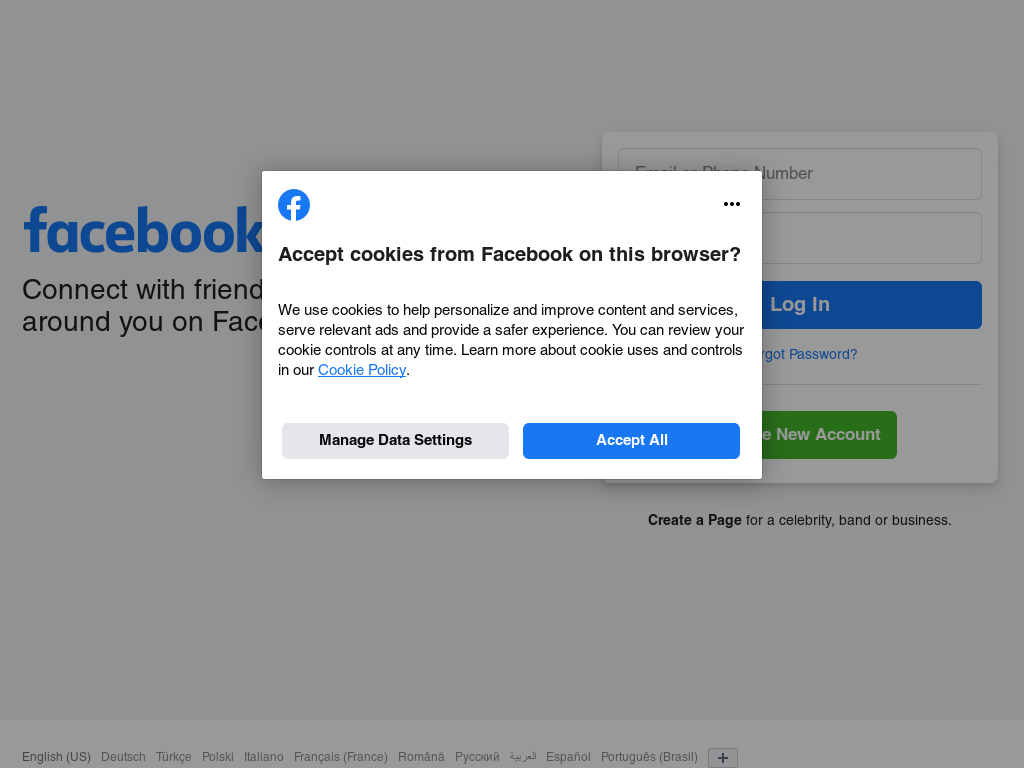 facebook
Connect with friend
around you on Fac
Email or Phone Number
Log In
rgot Password?
e New Account
Create a Page for a celebrity, band or business.
Accept cookies from Facebook on this browser?
We use cookies to help personalize and improve content and services,
serve relevant ads and provide a safer experience. You can review your
cookie controls at any time. Learn more about cookie uses and controls
in our Cookie Policy.
Manage Data Settings
Accept All
English (US) Deutsch Türkçe Polski Italiano Français (France) Română Русский العربية Español Português (Brasil)